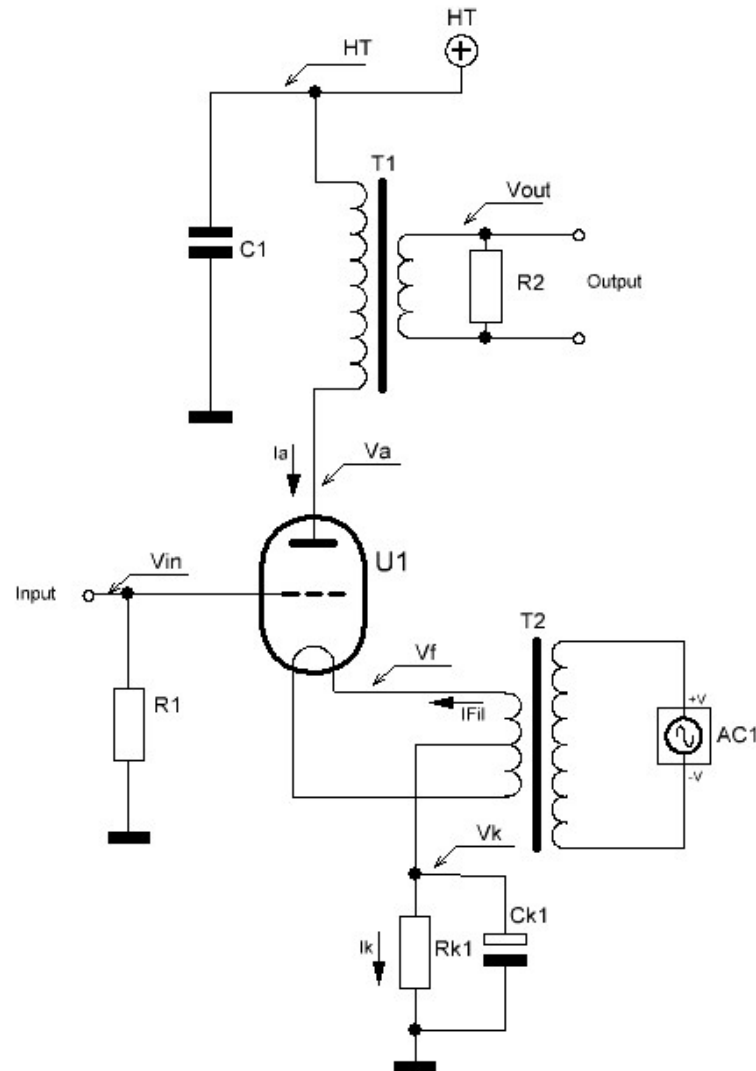 HT
HT
T1
Vout
C1
R2
Output
Ia
Va
U1
Vin
Input
T2
Vf
IFil
R1
+V
AC1
-V
Vk
Ck1
Ik
Rk1